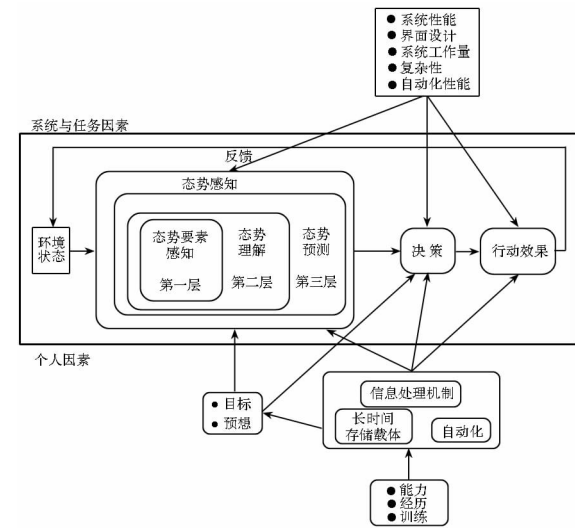 ● 系统性能
● 界面设计
● 系统工作量
● 复杂性
● 自动化性能
系统与任务因素
反馈
态势感知
环境
状态
态势要素
感知
第一层
态势
理解
第二层
态势
预测
第三层
决 策
行动效果
个人因素
● 目标
● 预想
信息处理机制
长时间
存储载体
自动化
● 能力
● 经历
● 训练